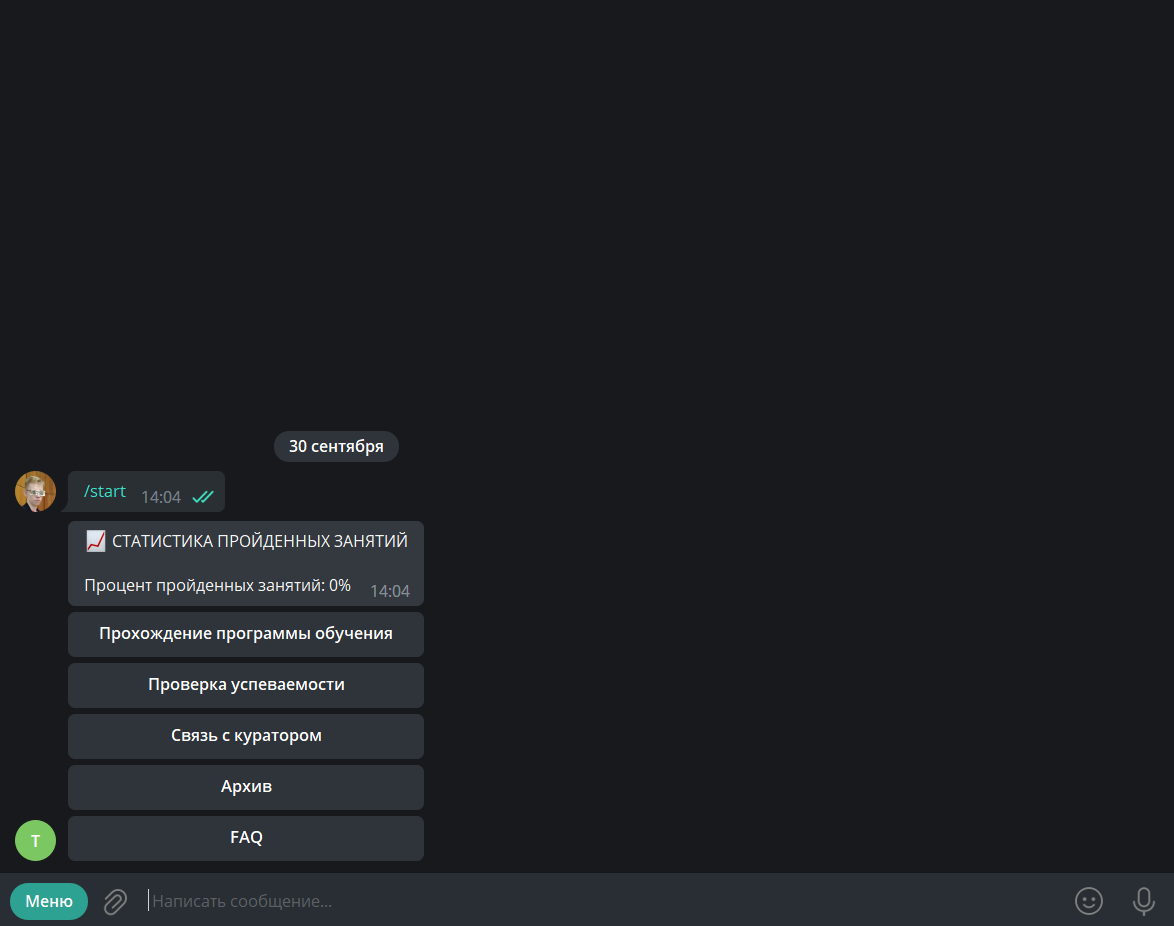 30 сентября
/start 14:04
СТАТИСТИКА ПРОЙДЕННЫХ ЗАНЯТИЙ
Процент пройденных занятий: 0% 14:04
Прохождение программы обучения
Проверка успеваемости
Связь с куратором
Архив
FAQ
T
Меню Написать сообщение...